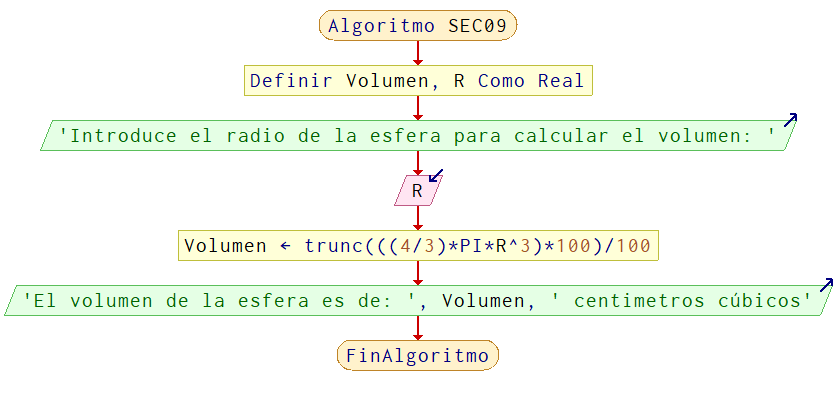 Algoritmo SEC09
Definir Volumen, R Como Real
'Introduce el radio de la esfera para calcular el volumen: '
R
Volumen ← trunc(((4/3)*PI*R^3)*100)/100
'El volumen de la esfera es de: ', Volumen, ' centimetros cúbicos'
FinAlgoritmo